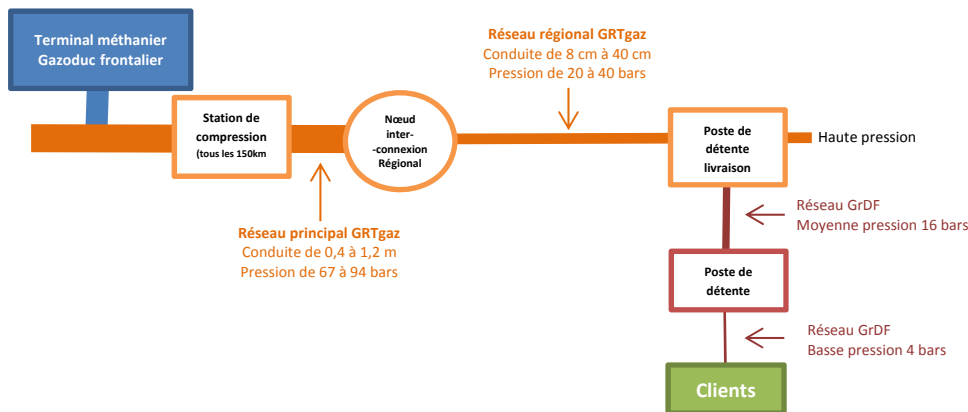 Terminal méthanier
Gazoduc frontalier
Réseau régional GRTgaz
Conduite de 8 cm à 40 cm
Pression de 20 à 40 bars
Station de
compression
(tous les 150km
Nœud
inter-
-connexion
Régional
Poste de
détente
livraison
Haute pression
Réseau principal GRTgaz
Conduite de 0,4 à 1,2 m
Pression de 67 à 94 bars
Réseau GrDF
Moyenne pression 16 bars
Poste de
détente
Réseau GrDF
Basse pression 4 bars
Clients